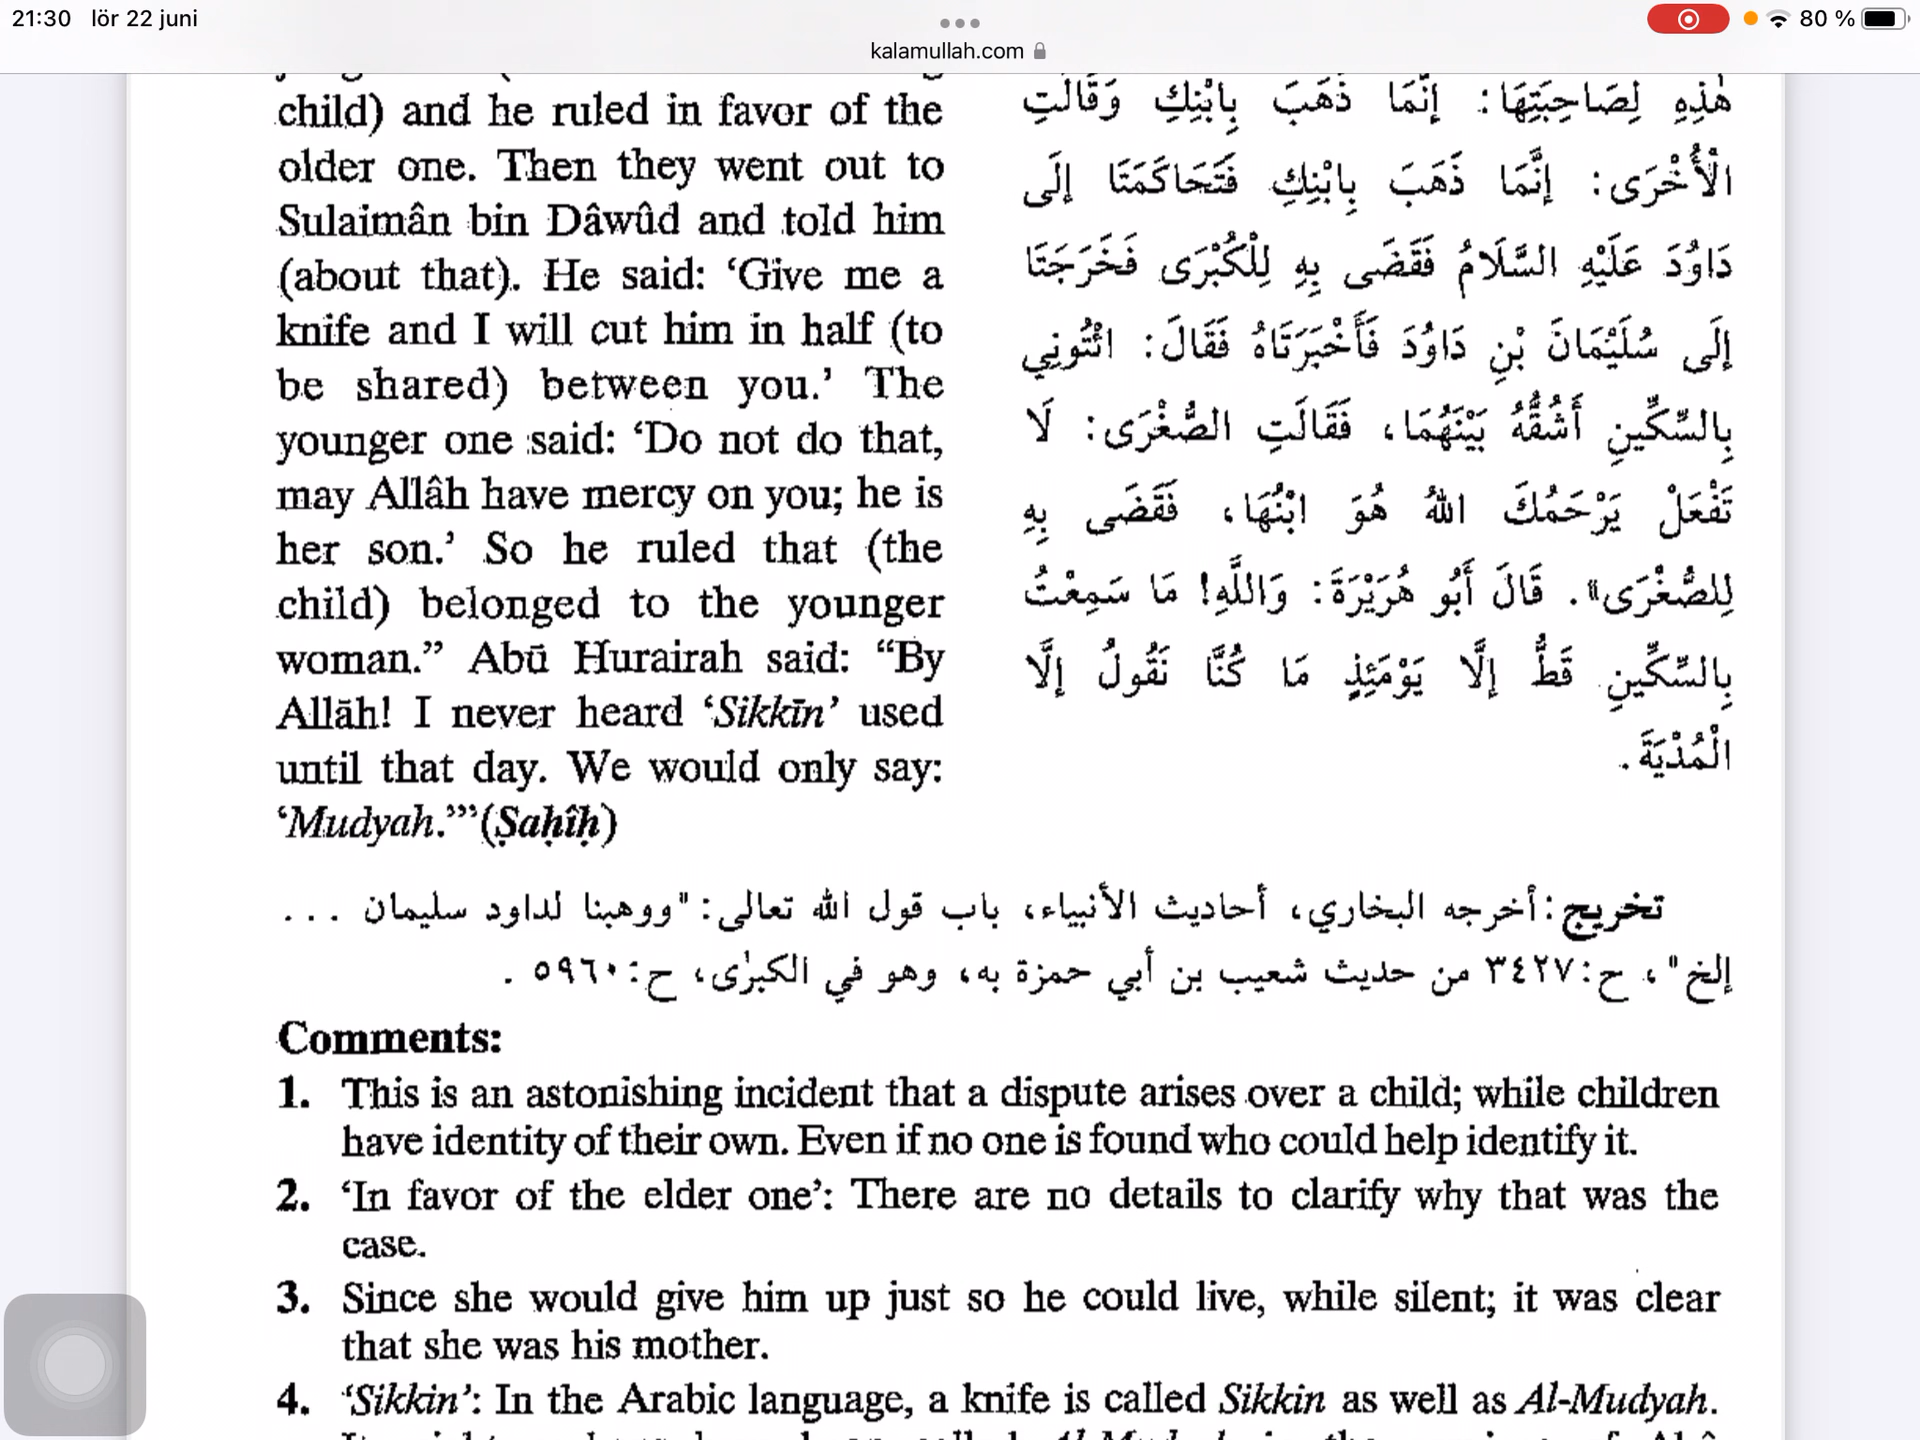 21:30 lör 22 juni
80 %
kalamullah.com
child) and he ruled in favor of the
older one. Then they went out to
Sulaimân bin Dâwûd and told him
(about that). He said: ‘Give me a
knife and I will cut him in half (to
be shared) between you.’ The
younger one said: ‘Do not do that,
may Allâh have mercy on you; he is
her son.’ So he ruled that (the
child) belonged to the younger
woman.” Abū Hurairah said: “By
Allāh! I never heard ‘Sikkīn’ used
until that day. We would only say:
‘Mudyah.’”(Ṣaḥîḥ)
هٰذِهِ لِصَاحِبَتِهَا: إِنَّمَا ذَهَبَ بِابْنِكِ وَقَالَتِ
الْأُخْرَى: إِنَّمَا ذَهَبَ بِابْنِكِ فَتَحَاكَمَتَا إِلَى
دَاوُدَ عَلَيْهِ السَّلَامُ فَقَضَى بِهِ لِلْكُبْرَى فَخَرَجَتَا
إِلَى سُلَيْمَانَ بْنِ دَاوُدَ فَأَخْبَرَتَاهُ فَقَالَ: ائْتُونِي
بِالسِّكِّينِ أَشُقُّهُ بَيْنَهُمَا، فَقَالَتِ الصُّغْرَى: لَا
تَفْعَلْ يَرْحَمُكَ اللهُ هُوَ ابْنُهَا، فَقَضَى بِهِ
لِلصُّغْرَى». قَالَ أَبُو هُرَيْرَةَ: وَاللَّهِ! مَا سَمِعْتُ
بِالسِّكِّينِ قَطُّ إِلَّا يَوْمَئِذٍ مَا كُنَّا نَقُولُ إِلَّا
الْمُدْيَةَ.
تخريج: أخرجه البخاري، أحاديث الأنبياء، باب قول الله تعالى: "ووهبنا لداود سليمان ...
إلخ"، ح:٣٤٢٧ من حديث شعيب بن أبي حمزة به، وهو في الكبرٰى، ح:٥٩٦٠.
Comments:
1. This is an astonishing incident that a dispute arises over a child; while children
have identity of their own. Even if no one is found who could help identify it.
2. ‘In favor of the elder one’: There are no details to clarify why that was the
case.
3. Since she would give him up just so he could live, while silent; it was clear
that she was his mother.
4. ‘Sikkin’: In the Arabic language, a knife is called Sikkin as well as Al-Mudyah.